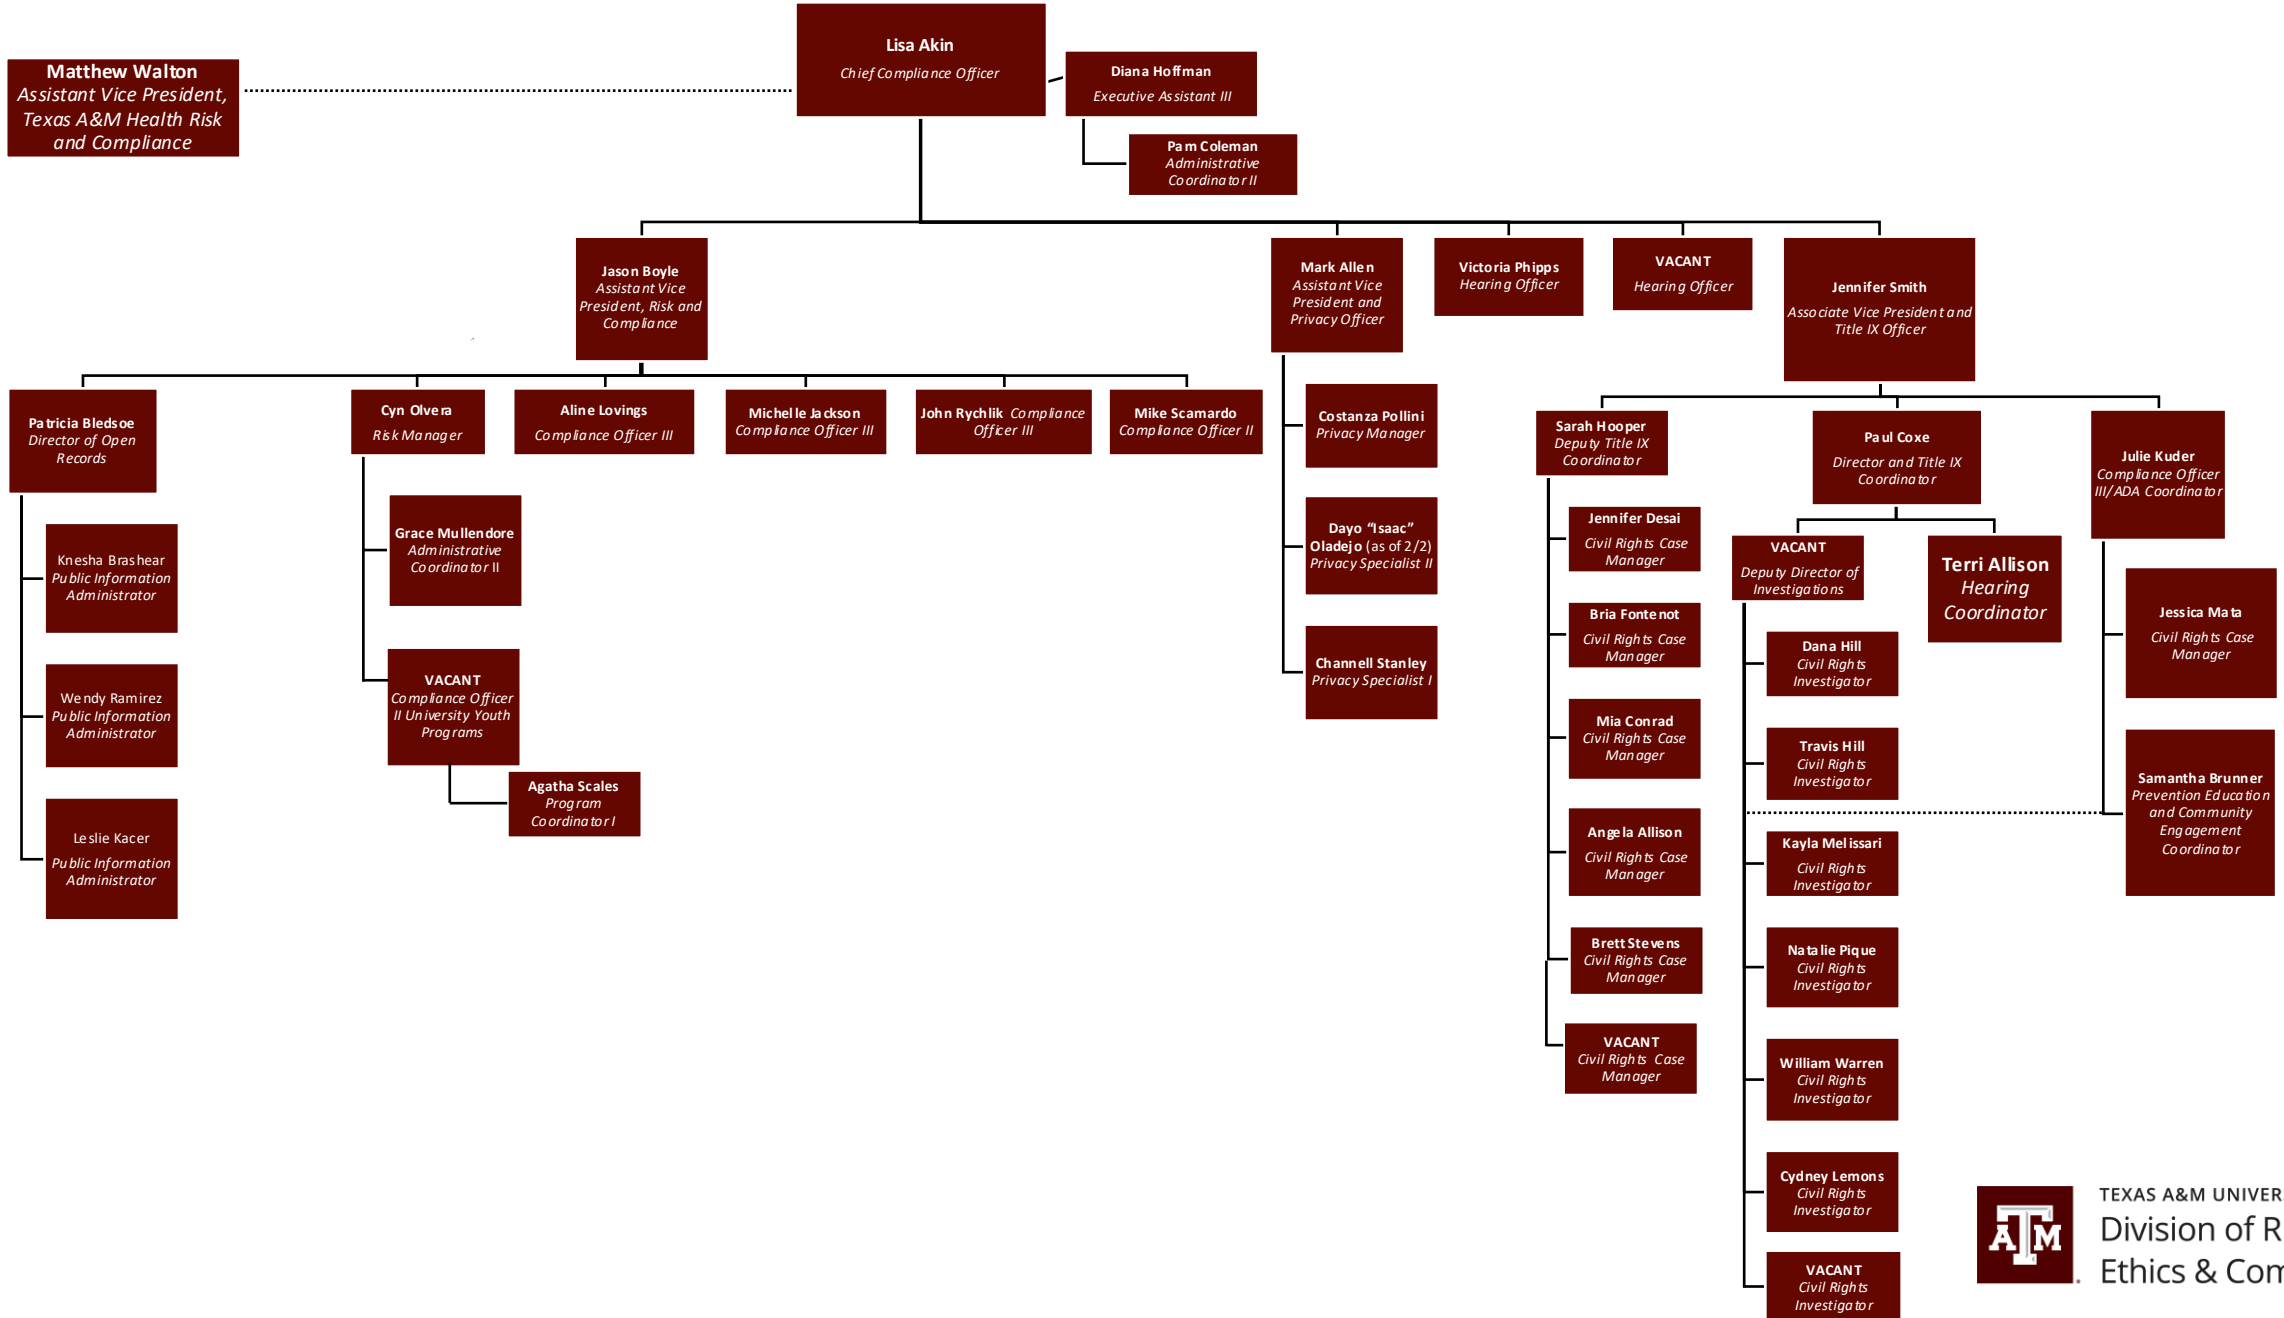 Lisa Akin
Chief Compliance Officer
Matthew Walton
Assistant Vice President,
Texas A&M Health Risk
and Compliance
Diana Hoffman
Executive Assistant III
Pam Coleman
Administrative
Coordinator II
Jason Boyle
Assistant Vice
President, Risk and
Compliance
Mark Allen
Assistant Vice
President and
Privacy Officer
Victoria Phipps
Hearing Officer
VACANT
Hearing Officer
Jennifer Smith
Associate Vice President and
Title IX Officer
Patricia Bledsoe
Director of Open
Records
Knesha Brashear
Public Information
Administrator
Wendy Ramirez
Public Information
Administrator
Leslie Kacer
Public Information
Administrator
Cyn Olvera
Risk Manager
Grace Mullendore
Administrative
Coordinator II
VACANT
Compliance Officer
II University Youth
Programs
Agatha Scales
Program
Coordinator I
Aline Lovings
Compliance Officer III
Michelle Jackson
Compliance Officer III
John Rychlik Compliance
Officer III
Mike Scamardo
Compliance Officer II
Costanza Pollini
Privacy Manager
Dayo “Isaac”
Oladejo (as of 2/2)
Privacy Specialist II
Channell Stanley
Privacy Specialist I
Sarah Hooper
Deputy Title IX
Coordinator
Jennifer Desai
Civil Rights Case
Manager
Bria Fontenot
Civil Rights Case
Manager
Mia Conrad
Civil Rights Case
Manager
Angela Allison
Civil Rights Case
Manager
Brett Stevens
Civil Rights Case
Manager
VACANT
Civil Rights Case
Manager
Paul Coxe
Director and Title IX
Coordinator
VACANT
Deputy Director of
Investigations
Terri Allison
Hearing
Coordinator
Dana Hill
Civil Rights
Investigator
Travis Hill
Civil Rights
Investigator
Kayla Melissari
Civil Rights
Investigator
Natalie Pique
Civil Rights
Investigator
William Warren
Civil Rights
Investigator
Cydney Lemons
Civil Rights
Investigator
VACANT
Civil Rights
Investigator
Julie Kuder
Compliance Officer
III/ADA Coordinator
Jessica Mata
Civil Rights Case
Manager
Samantha Brunner
Prevention Education
and Community
Engagement
Coordinator
ATM
TEXAS A&M UNIVER
Division of R
Ethics & Com